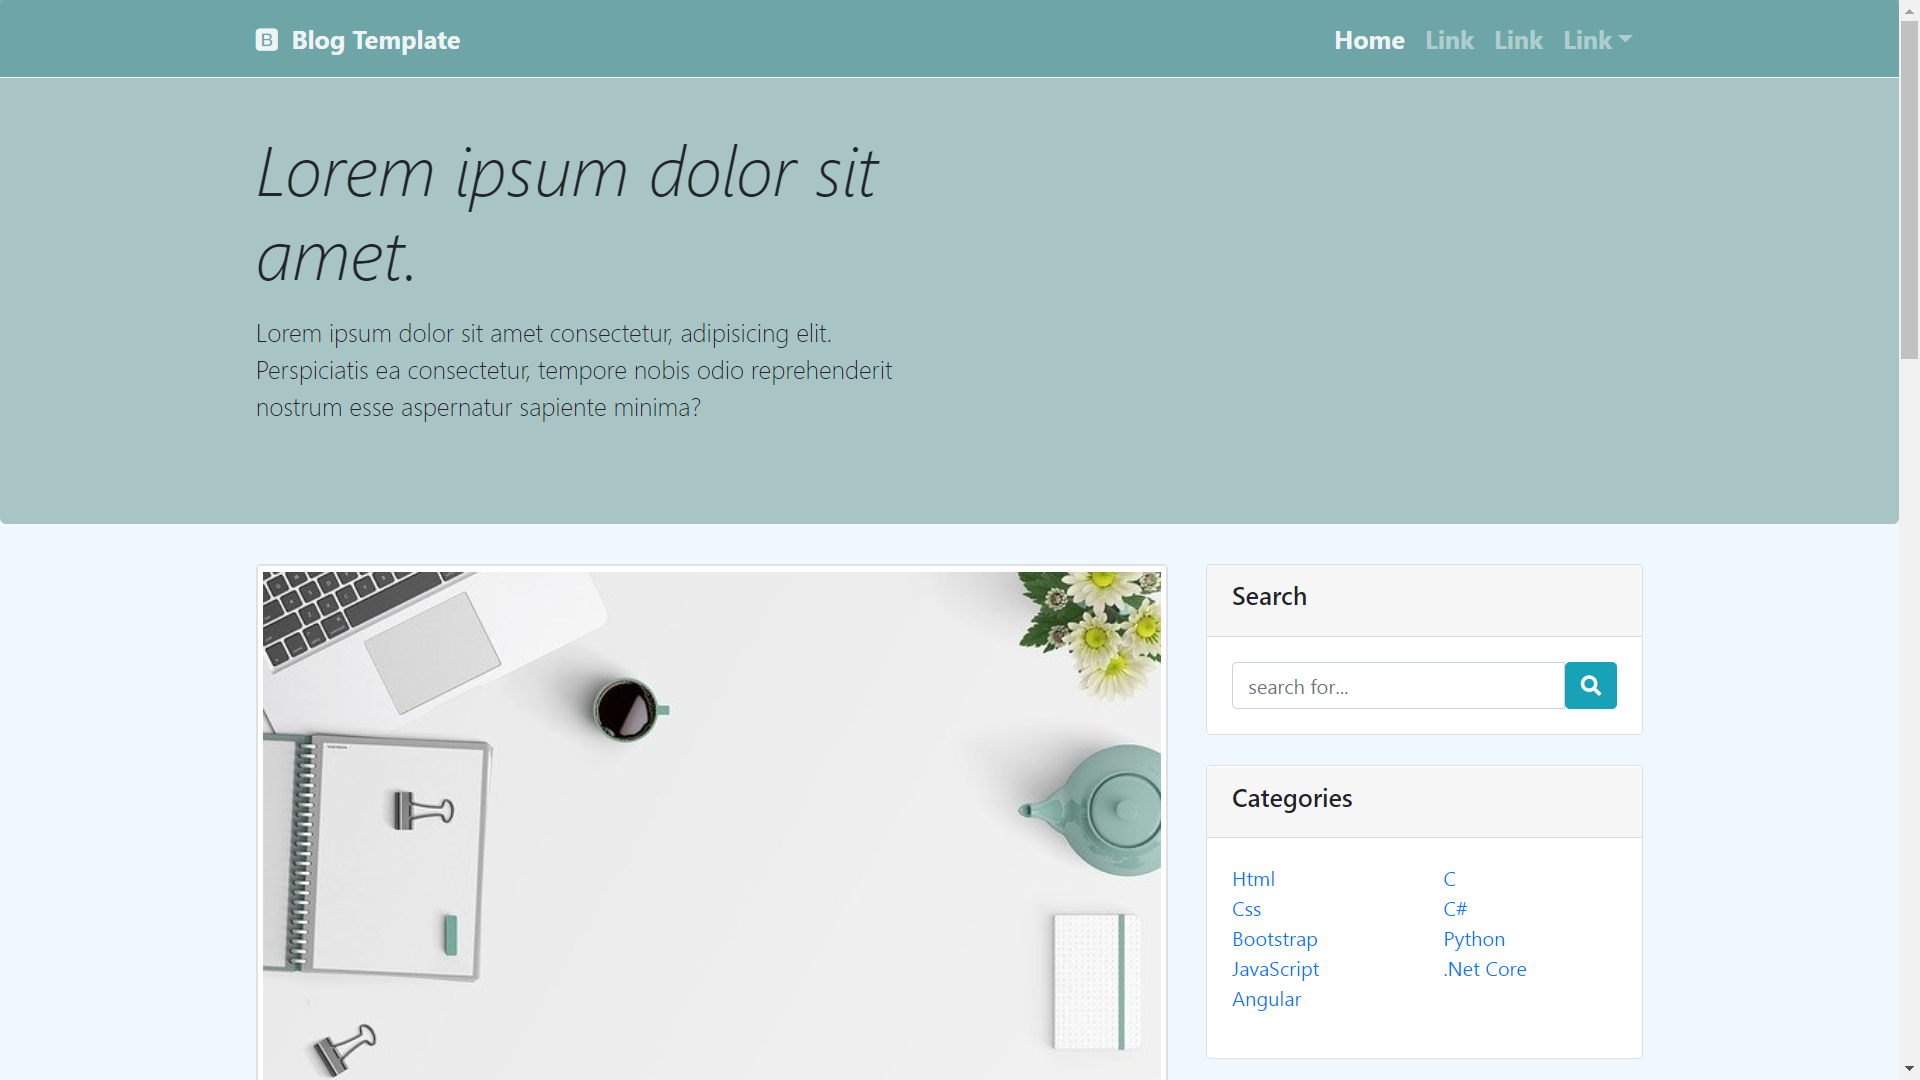 B Blog Template
Home Link Link Link
Lorem ipsum dolor sit
amet.
Lorem ipsum dolor sit amet consectetur, adipisicing elit.
Perspiciatis ea consectetur, tempore nobis odio reprehenderit
nostrum esse aspernatur sapiente minima?
Search
search for...
Categories
Html
Css
Bootstrap
JavaScript
Angular
C
C#
Python
.Net Core